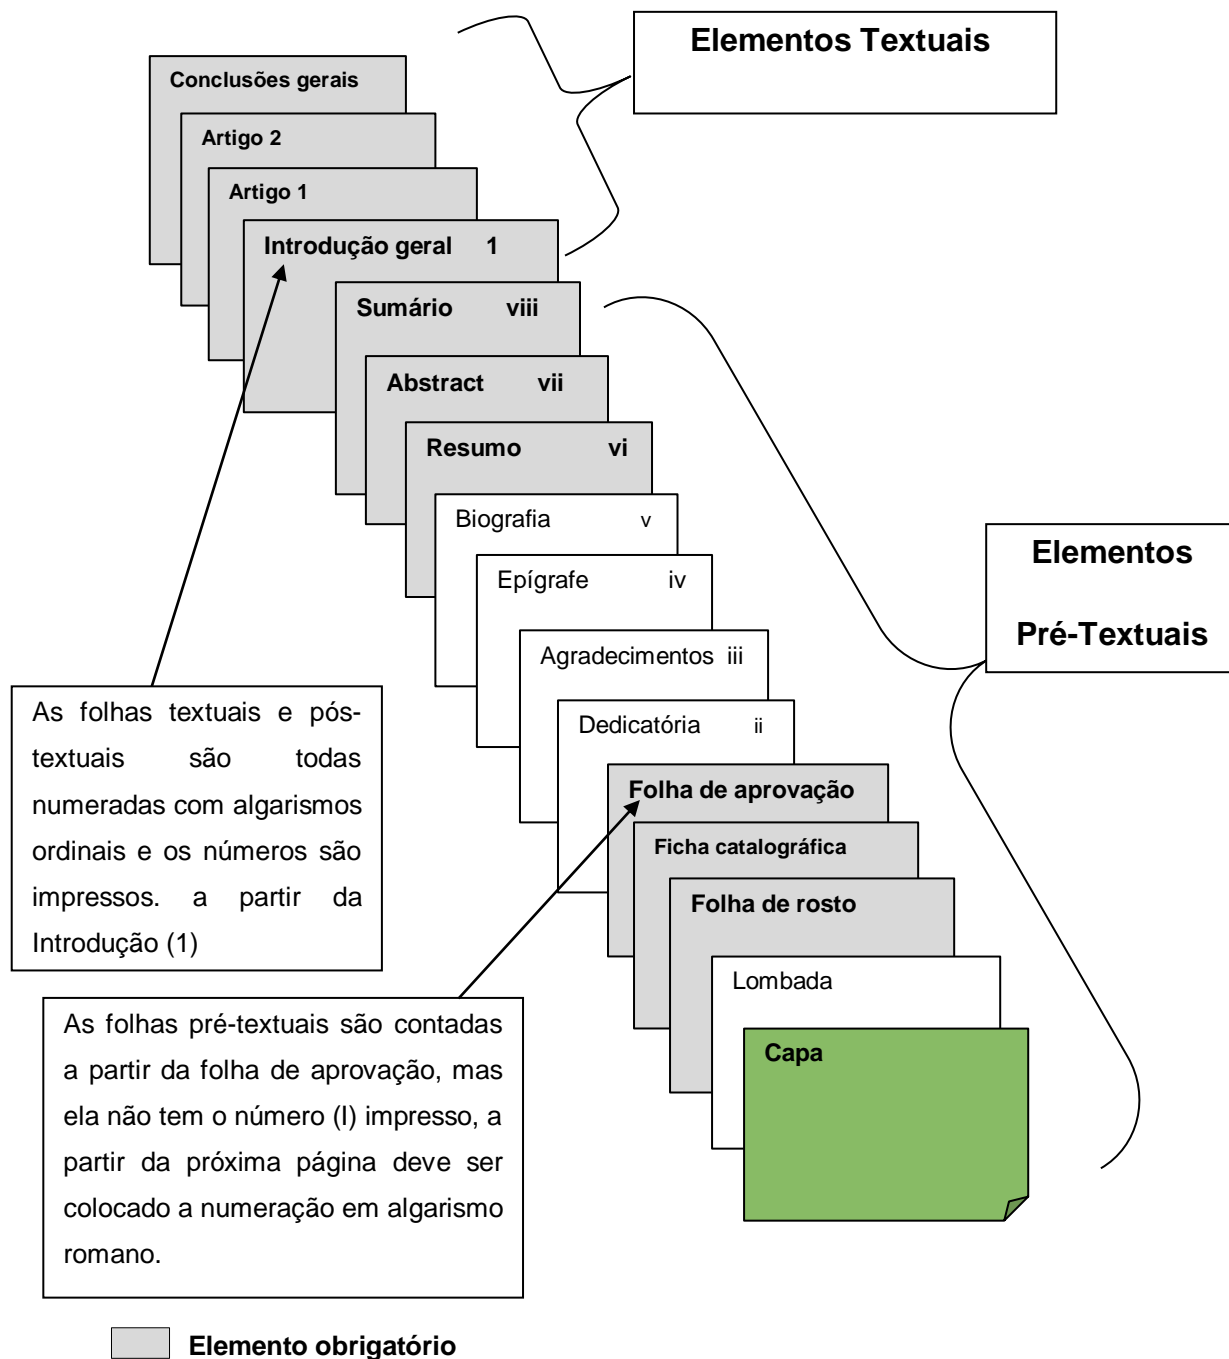 Elementos Textuais
Conclusões gerais
Artigo 2
Artigo 1
Introdução geral 1
Sumário viii
Abstract vii
Resumo vi
Biografia v
Epígrafe iv
Elementos
Pré-Textuais
Agradecimentos iii
Dedicatória ii
As folhas textuais e pós-
textuais são todas
numeradas com algarismos
ordinais e os números são
impressos. a partir da
Introdução (1)
Folha de aprovação
Ficha catalográfica
Folha de rosto
Lombada
Capa
As folhas pré-textuais são contadas
a partir da folha de aprovação, mas
ela não tem o número (I) impresso, a
partir da próxima página deve ser
colocado a numeração em algarismo
romano.
Elemento obrigatório